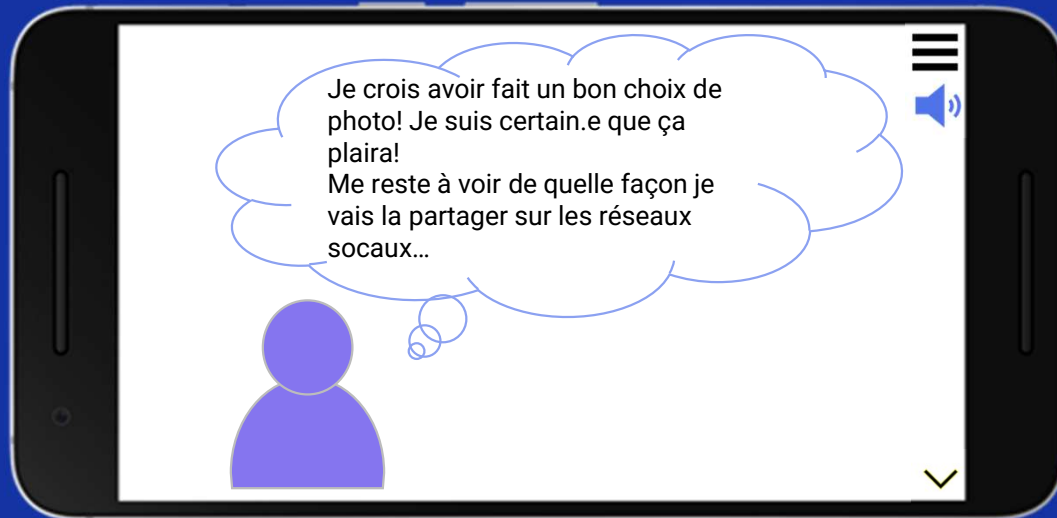 Je crois avoir fait un bon choix de
photo! Je suis certain.e que ça
plaira!
Me reste à voir de quelle façon je
vais la partager sur les réseaux
socaux…